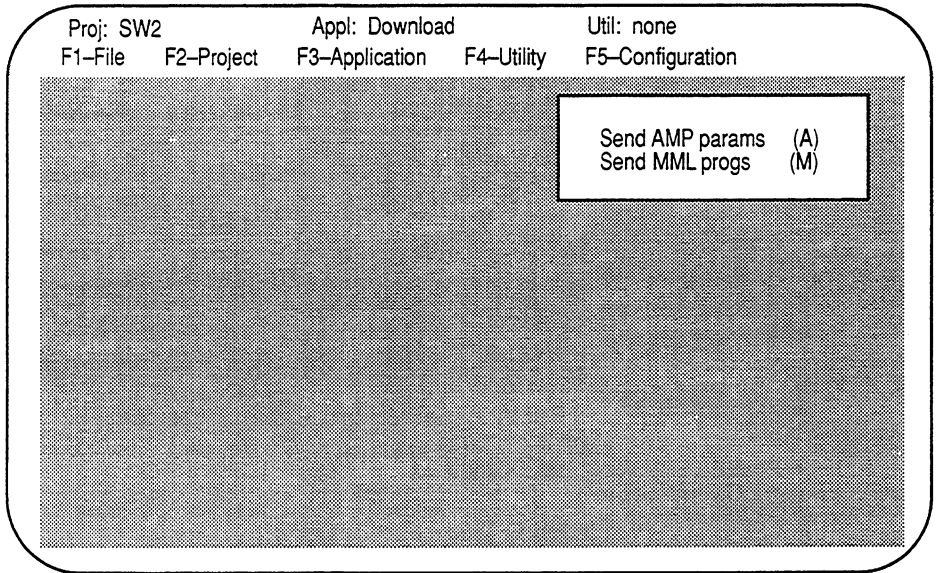 Proj: SW2 Appl: Download Util: none
F1–File F2–Project F3–Application F4–Utility F5–Configuration
Send AMP params (A)
Send MML progs (M)